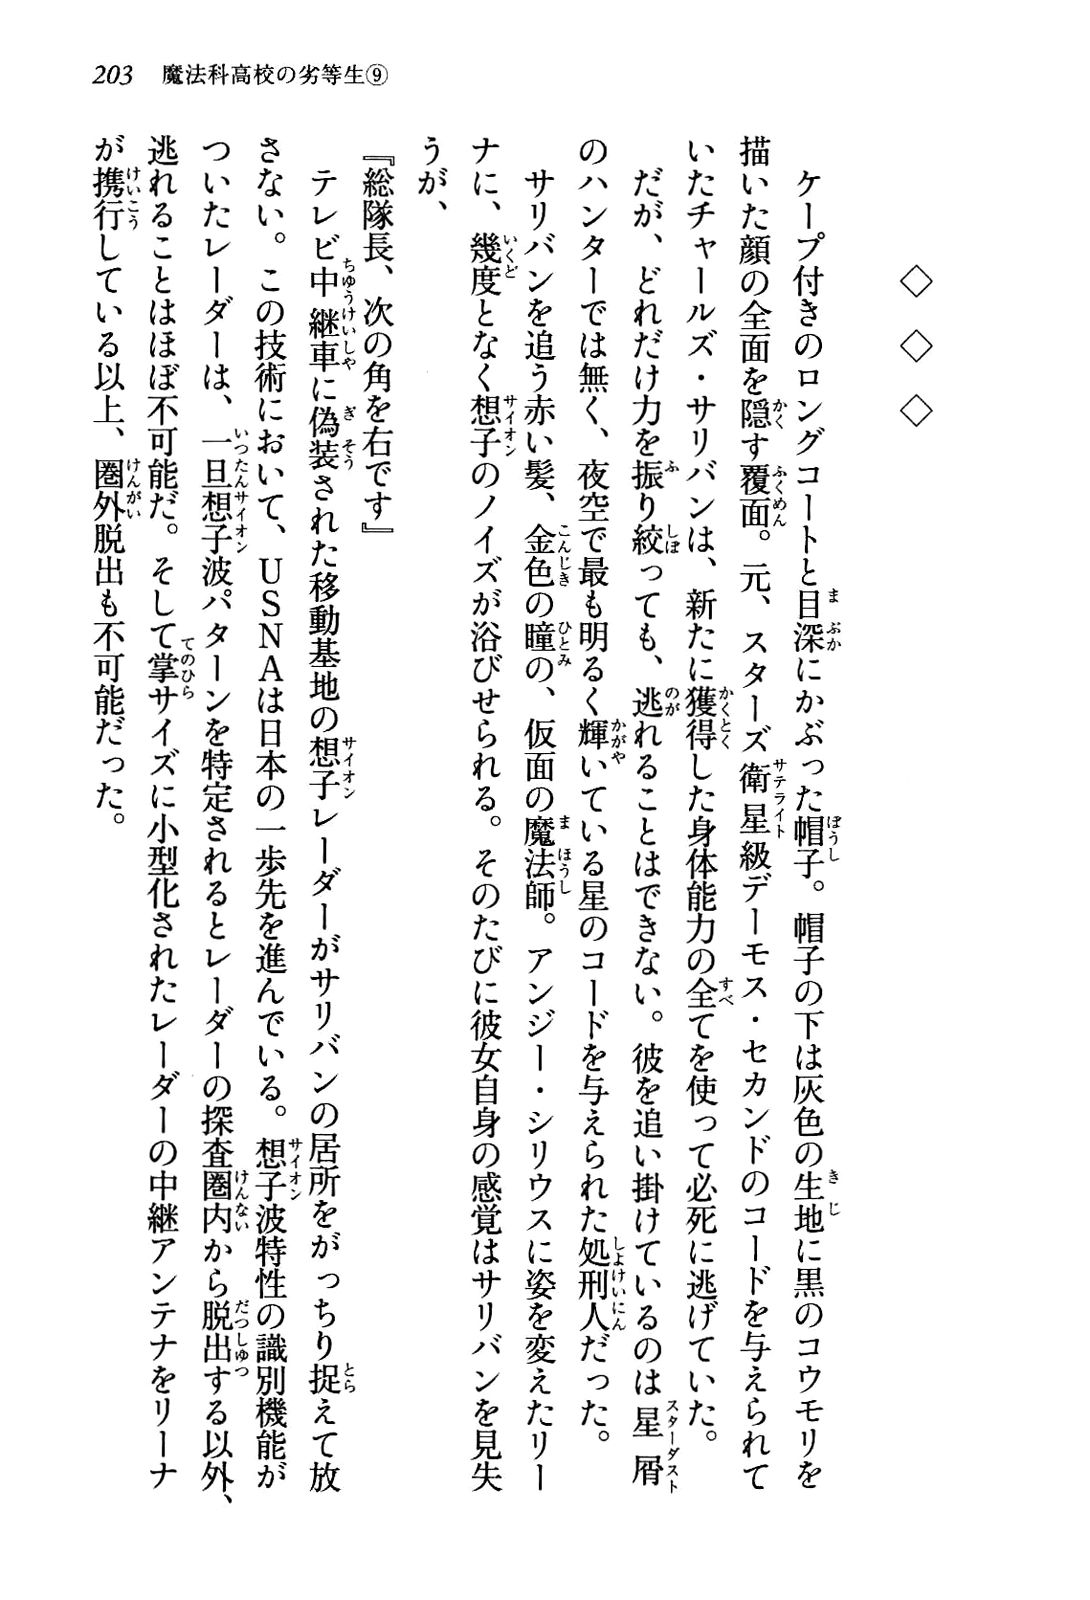 203 魔法科高校の劣等生⑨
◇ ◇ ◇
ケープ付きのロングコートと目深にかぶった帽子。帽子の下は灰色の生地に黒のコウモリを
描いた顔の全面を隠す覆面。元、スターズ衛星級デーモス・セカンドのコードを与えられて
いたチャールズ・サリバンは、新たに獲得した身体能力の全てを使って必死に逃げていた。
だが、どれだけ力を振り絞っても、逃れることはできない。彼を追い掛けているのは星屑
のハンターでは無く、夜空で最も明るく輝いている星のコードを与えられた処刑人だった。
サリバンを追う赤い髪、金色の瞳の、仮面の魔法師。アンジー・シリウスに姿を変えたリー
ナに、幾度となく想子のノイズが浴びせられる。そのたびに彼女自身の感覚はサリバンを見失
うが、
『総隊長、次の角を右です』
テレビ中継車に偽装された移動基地の想子レーダーがサリバンの居所をがっちり捉えて放
さない。この技術において、USNAは日本の一歩先を進んでいる。想子波特性の識別機能が
ついたレーダーは、一旦想子波パターンを特定されるとレーダーの探査圏内から脱出する以外、
逃れることはほぼ不可能だ。そして掌サイズに小型化されたレーダーの中継アンテナをリーナ
が携行している以上、圏外脱出も不可能だった。